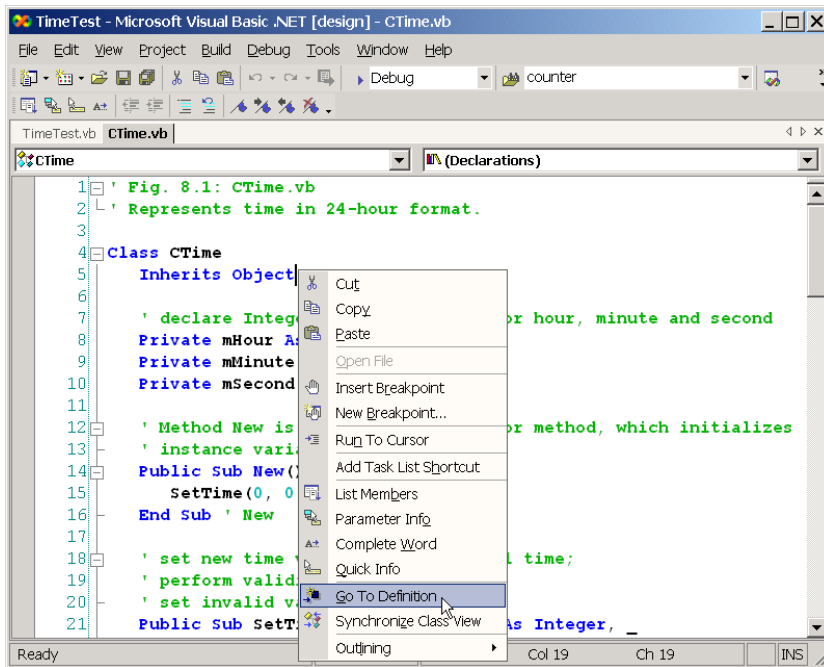 TimeTest - Microsoft Visual Basic .NET [design] - CTime.vb
File Edit View Project Build Debug Tools Window Help
Debug counter
TimeTest.vb CTime.vb
CTime (Declarations)
1 ' Fig. 8.1: CTime.vb
2 ' Represents time in 24-hour format.
3
4 Class CTime
5 Inherits Object
6
7 ' declare Integ or hour, minute and second
8 Private mHour As
9 Private mMinute
10 Private mSecond
11
12 ' Method New is or method, which initializes
13 ' instance vari
14 Public Sub New()
15 SetTime(0, 0
16 End Sub ' New
17
18 ' set new time v l time;
19 ' perform valid
20 ' set invalid v
21 Public Sub SetT As Integer, _
Cut
Copy
Paste
Open File
Insert Breakpoint
New Breakpoint...
Run To Cursor
Add Task List Shortcut
List Members
Parameter Info
Complete Word
Quick Info
Go To Definition
Synchronize Class View
Outlining
Ready Col 19 Ch 19 INS